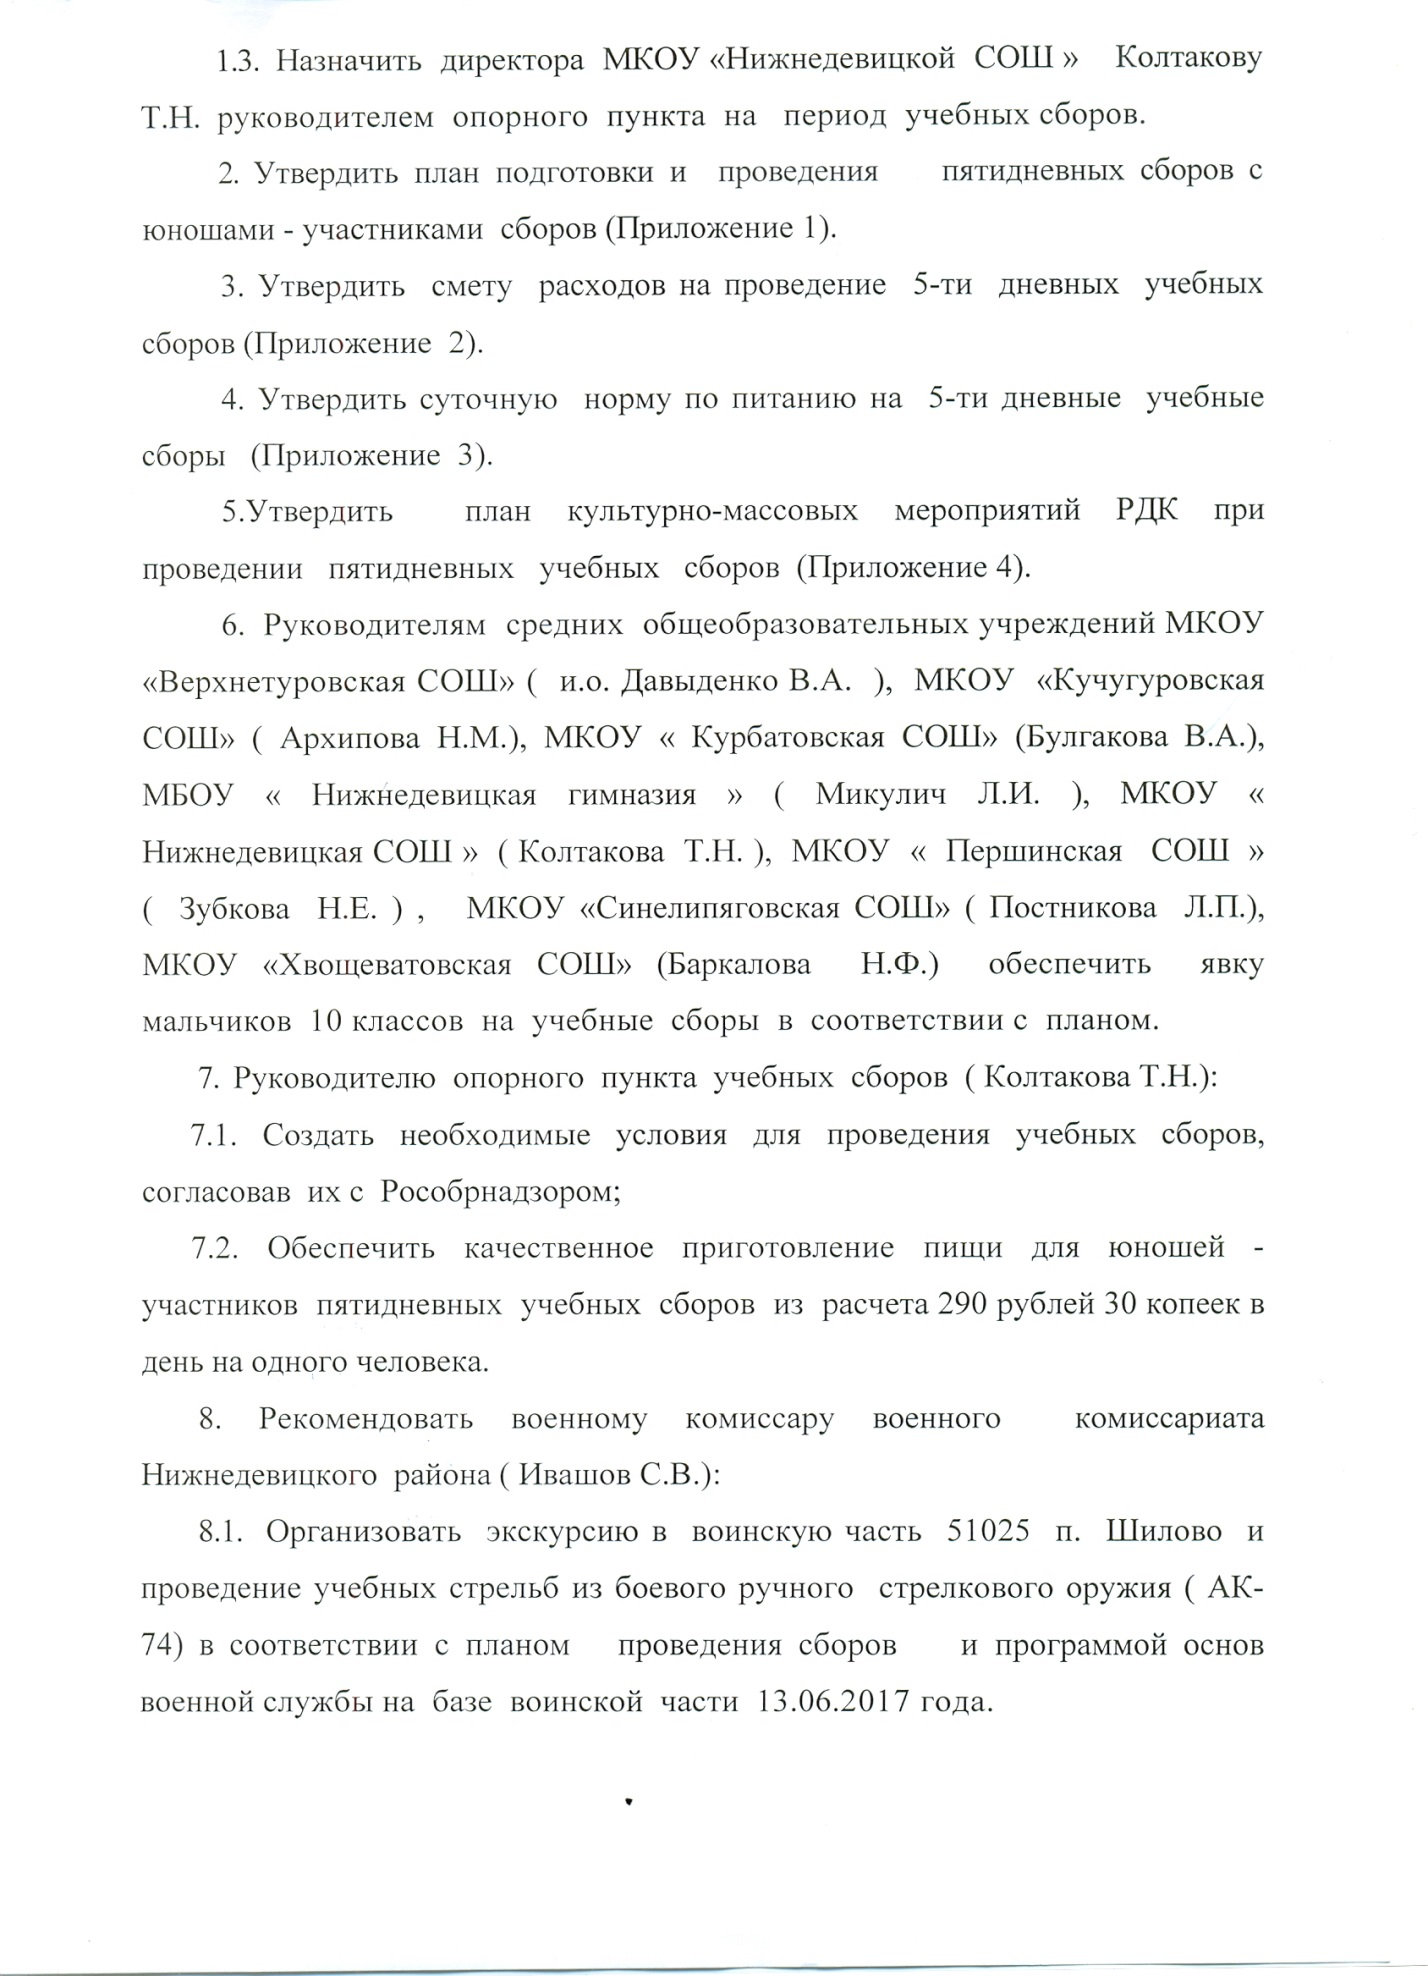 1.3. Назначить директора МКОУ «Нижнедевицкой СОШ » Колтакову
Т.Н. руководителем опорного пункта на период учебных сборов.
2. Утвердить план подготовки и проведения пятидневных сборов с
юношами - участниками сборов (Приложение 1).
3. Утвердить смету расходов на проведение 5-ти дневных учебных
сборов (Приложение 2).
4. Утвердить суточную норму по питанию на 5-ти дневные учебные
сборы (Приложение 3).
5.Утвердить план культурно-массовых мероприятий РДК при
проведении пятидневных учебных сборов (Приложение 4).
6. Руководителям средних общеобразовательных учреждений МКОУ
«Верхнетуровская СОШ» ( и.о. Давыденко В.А. ), МКОУ «Кучугуровская
СОШ» ( Архипова Н.М.), МКОУ « Курбатовская СОШ» (Булгакова В.А.),
МБОУ « Нижнедевицкая гимназия » ( Микулич Л.И. ), МКОУ «
Нижнедевицкая СОШ » ( Колтакова Т.Н. ), МКОУ « Першинская СОШ »
( Зубкова Н.Е. ) , МКОУ «Синелипяговская СОШ» ( Постникова Л.П.),
МКОУ «Хвощеватовская СОШ» (Баркалова Н.Ф.) обеспечить явку
мальчиков 10 классов на учебные сборы в соответствии с планом.
7. Руководителю опорного пункта учебных сборов ( Колтакова Т.Н.):
7.1. Создать необходимые условия для проведения учебных сборов,
согласовав их с Рособрнадзором;
7.2. Обеспечить качественное приготовление пищи для юношей -
участников пятидневных учебных сборов из расчета 290 рублей 30 копеек в
день на одного человека.
8. Рекомендовать военному комиссару военного комиссариата
Нижнедевицкого района ( Ивашов С.В.):
8.1. Организовать экскурсию в воинскую часть 51025 п. Шилово и
проведение учебных стрельб из боевого ручного стрелкового оружия ( АК-
74) в соответствии с планом проведения сборов и программой основ
военной службы на базе воинской части 13.06.2017 года.